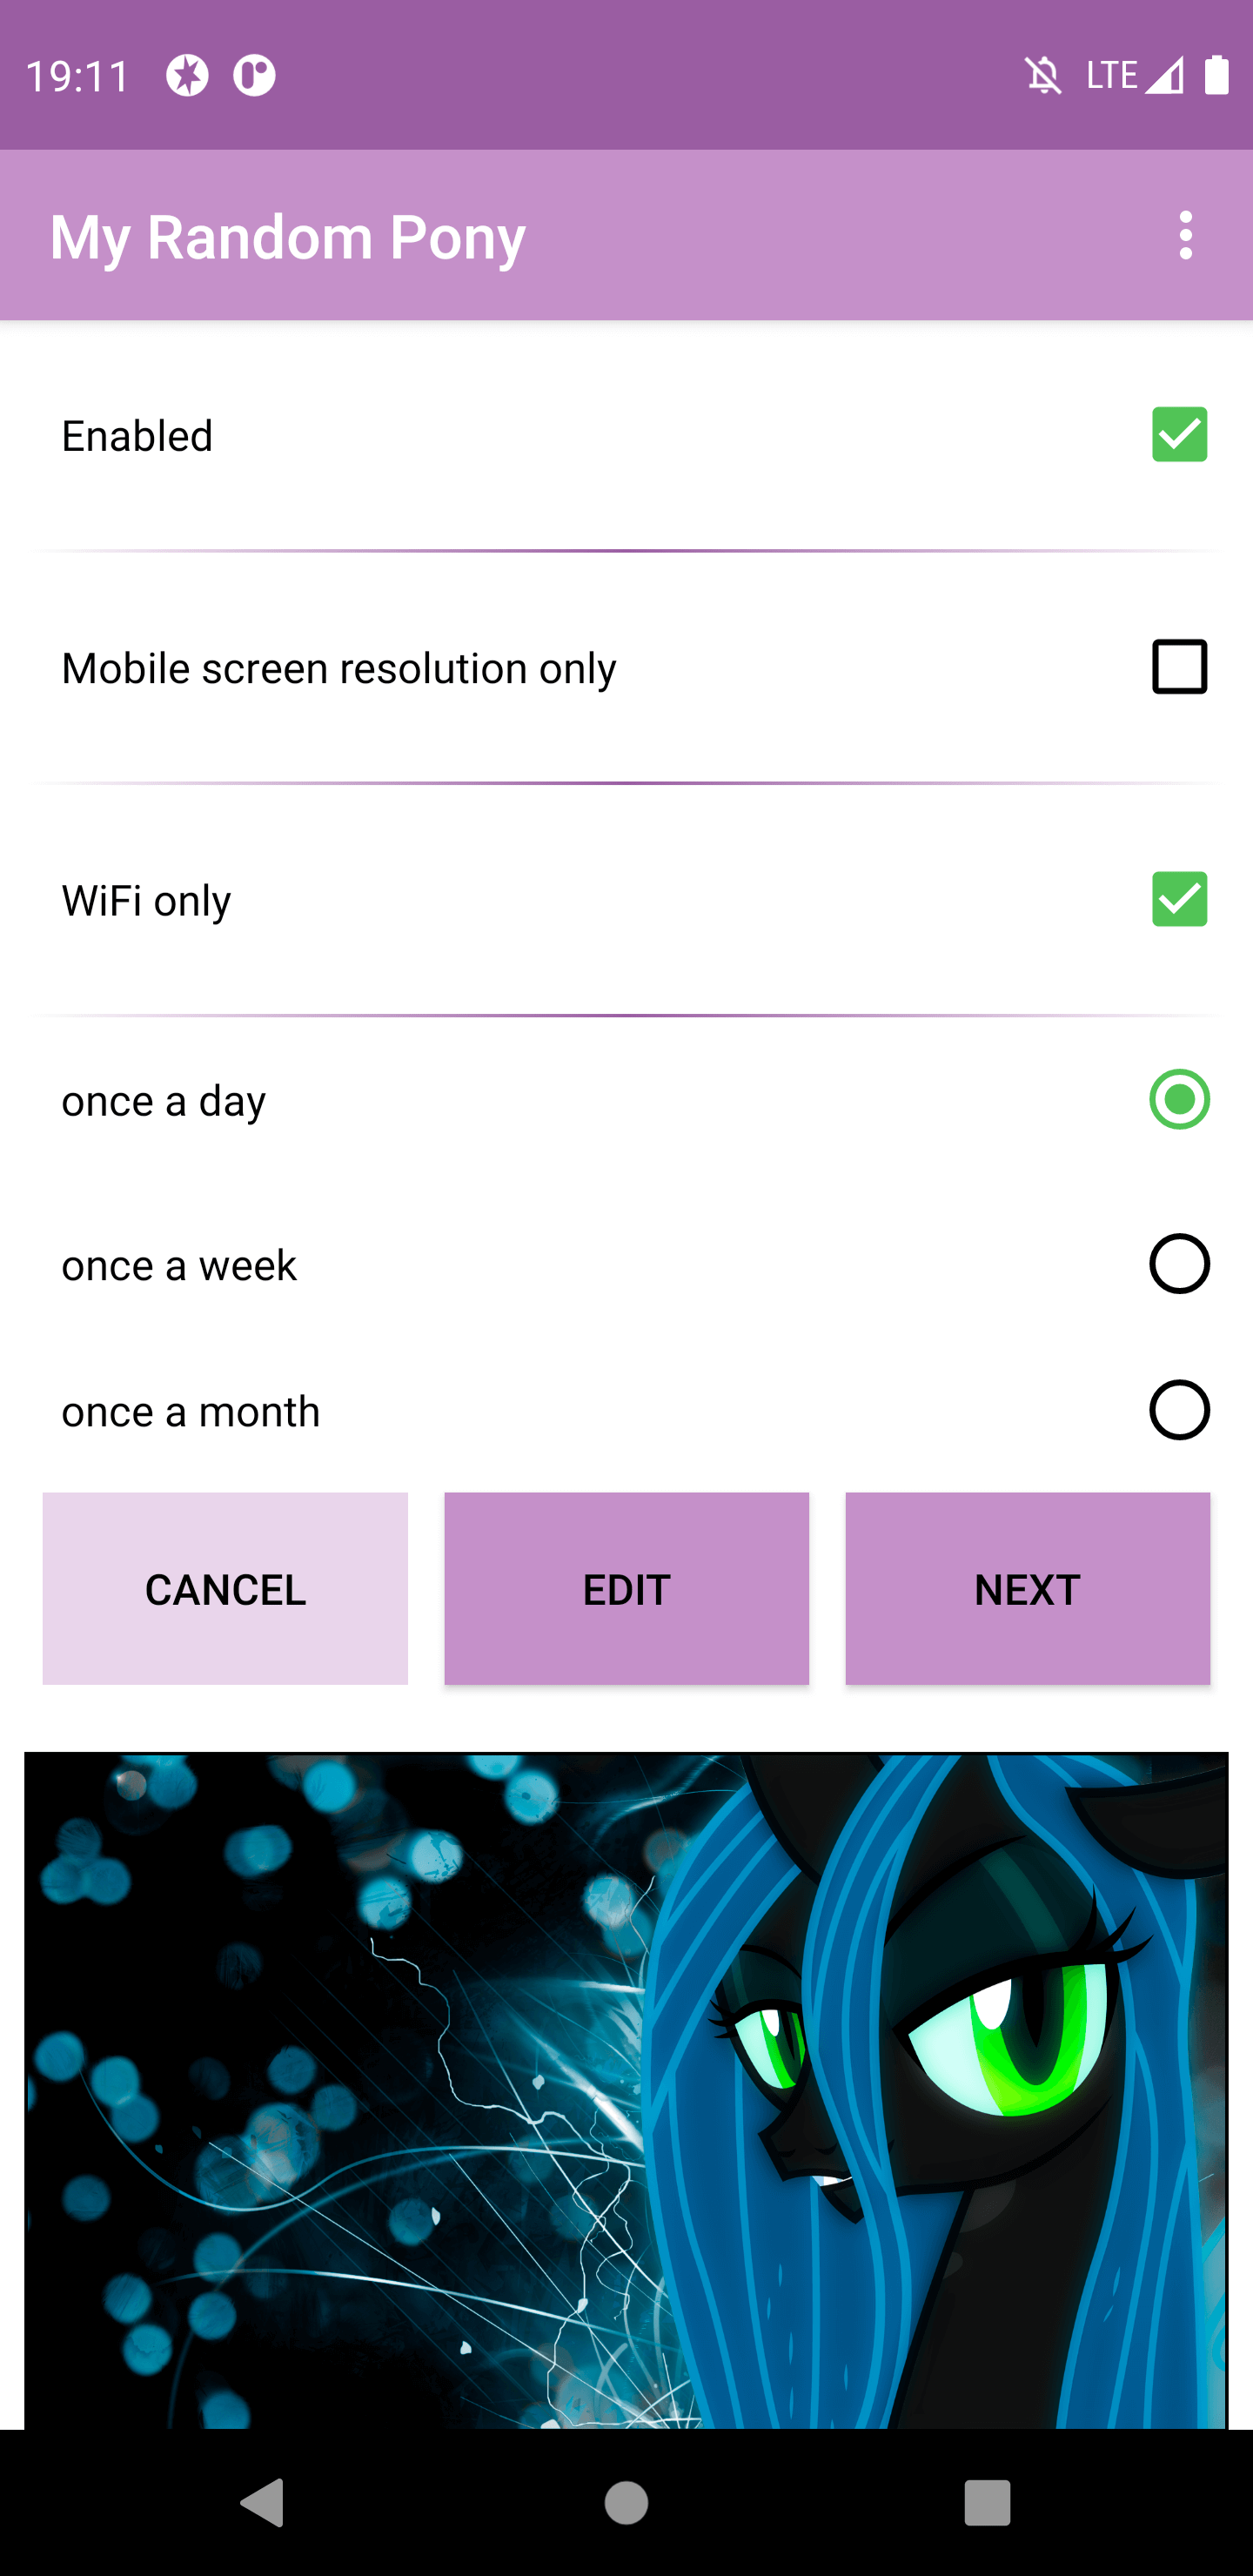 19:11 LTE
My Random Pony
Enabled
Mobile screen resolution only
WiFi only
once a day
once a week
once a month
CANCEL EDIT NEXT